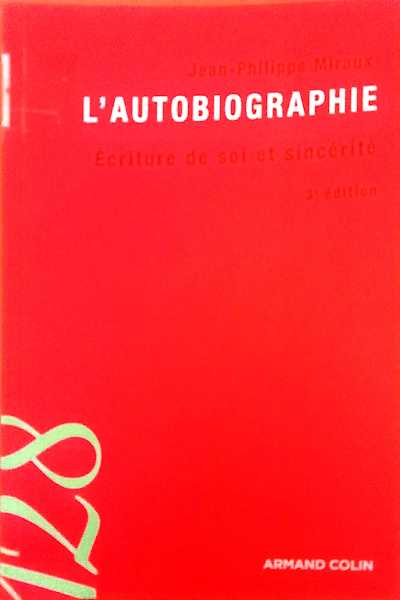 Jean-Philippe Miraux
L'AUTOBIOGRAPHIE
Écriture de soi et sincérité
3e édition
128
ARMAND COLIN